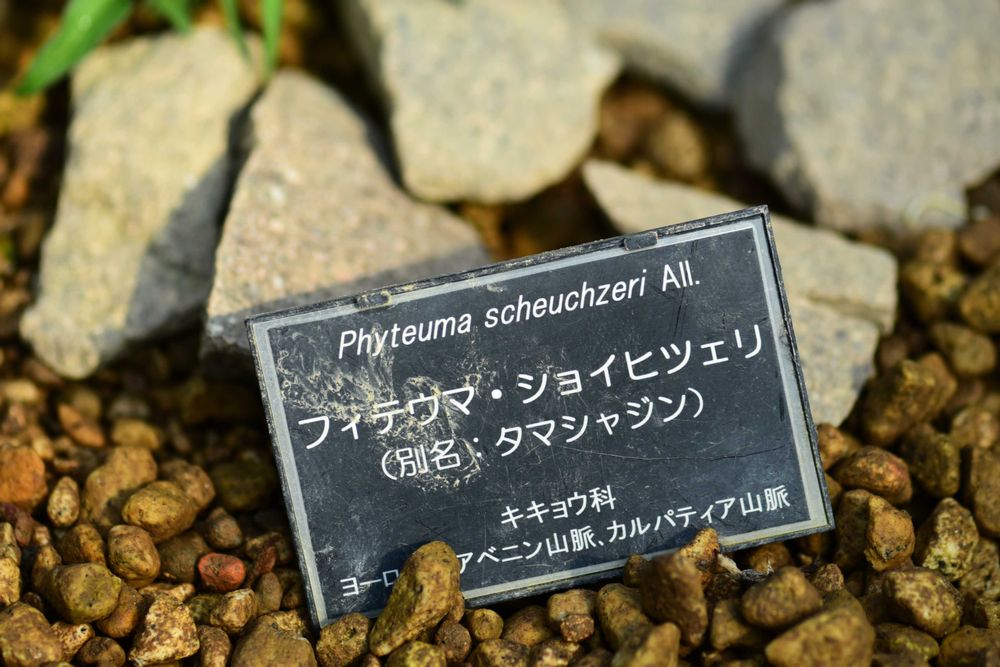 Phyteuma scheuchzeri All.
フィテウマ・ショイヒツェリ
（別名：タマシャジン）
キキョウ科
ヨーロ アベニン山脈、カルパティア山脈